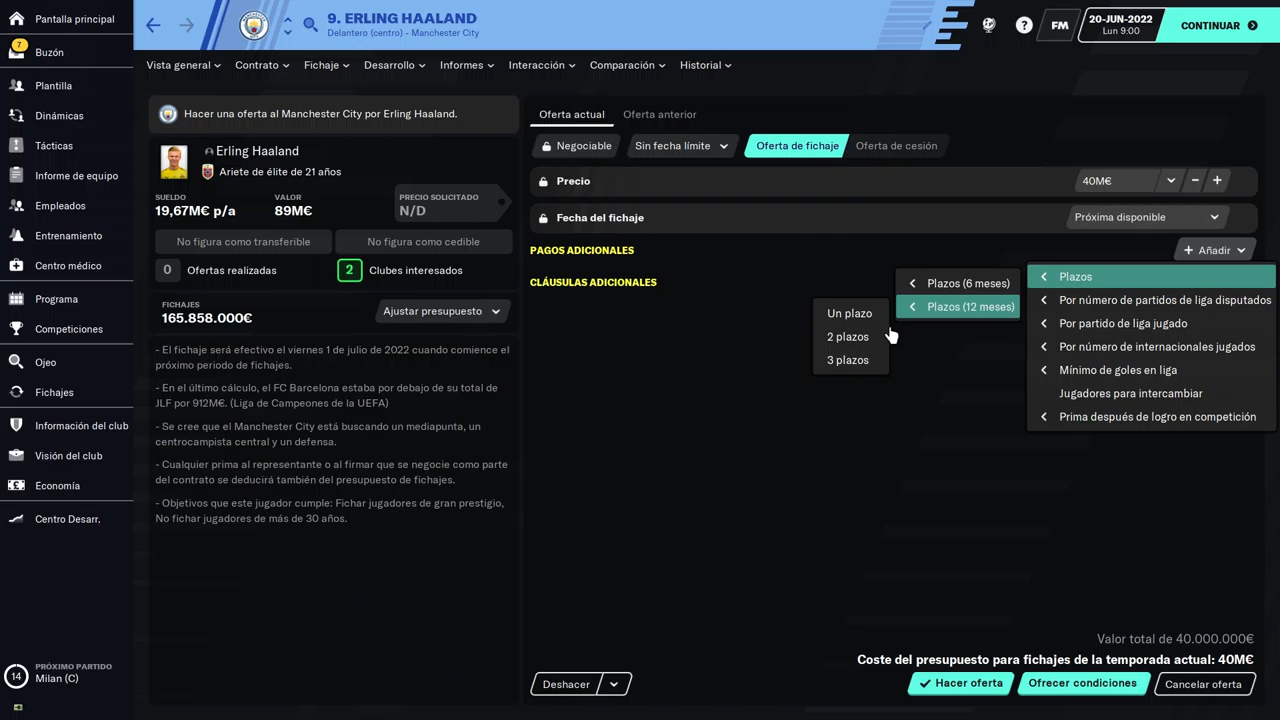 Pantalla principal
7
Buzón
Plantilla
Dinámicas
Tácticas
Informe de equipo
Empleados
Entrenamiento
Centro médico
Programa
Competiciones
Ojeo
Fichajes
Información del club
Visión del club
Economía
Centro Desarr.
14
PRÓXIMO PARTIDO
Milan (C)
9. ERLING HAALAND
Delantero (centro) - Manchester City
?
FM
20-JUN-2022
Lun 9:00
CONTINUAR
Vista general
Contrato
Fichaje
Desarrollo
Informes
Interacción
Comparación
Historial
Hacer una oferta al Manchester City por Erling Haaland.
Erling Haaland
Ariete de élite de 21 años
SUELDO
19,67M€ p/a
VALOR
89M€
PRECIO SOLICITADO
N/D
No figura como transferible
No figura como cedible
0 Ofertas realizadas
2 Clubes interesados
FICHAJES
165.858.000€
Ajustar presupuesto
- El fichaje será efectivo el viernes 1 de julio de 2022 cuando comience el
próximo periodo de fichajes.
- En el último cálculo, el FC Barcelona estaba por debajo de su total de
JLF por 912M€. (Liga de Campeones de la UEFA)
- Se cree que el Manchester City está buscando un mediapunta, un
centrocampista central y un defensa.
- Cualquier prima al representante o al firmar que se negocie como parte
del contrato se deducirá también del presupuesto de fichajes.
- Objetivos que este jugador cumple: Fichar jugadores de gran prestigio,
No fichar jugadores de más de 30 años.
Oferta actual
Oferta anterior
Negociable
Sin fecha límite
Oferta de fichaje
Oferta de cesión
Precio
40M€
- +
Fecha del fichaje
Próxima disponible
PAGOS ADICIONALES
+ Añadir
CLÁUSULAS ADICIONALES
Plazos
Por número de partidos de liga disputados
Por partido de liga jugado
Por número de internacionales jugados
Mínimo de goles en liga
Jugadores para intercambiar
Prima después de logro en competición
Plazos (6 meses)
Plazos (12 meses)
Un plazo
2 plazos
3 plazos
Valor total de 40.000.000€
Coste del presupuesto para fichajes de la temporada actual: 40M€
Deshacer
Hacer oferta
Ofrecer condiciones
Cancelar oferta